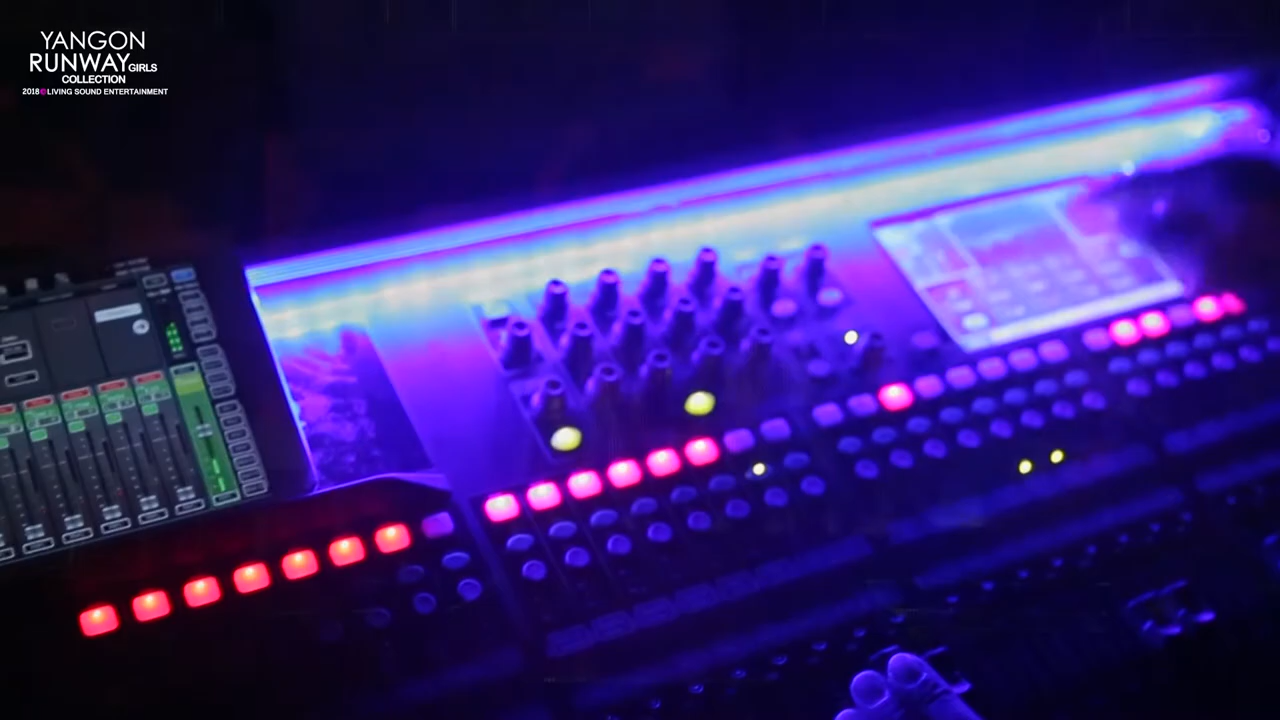 YANGON
RUNWAY GIRLS
COLLECTION
2018 LIVING SOUND ENTERTAINMENT